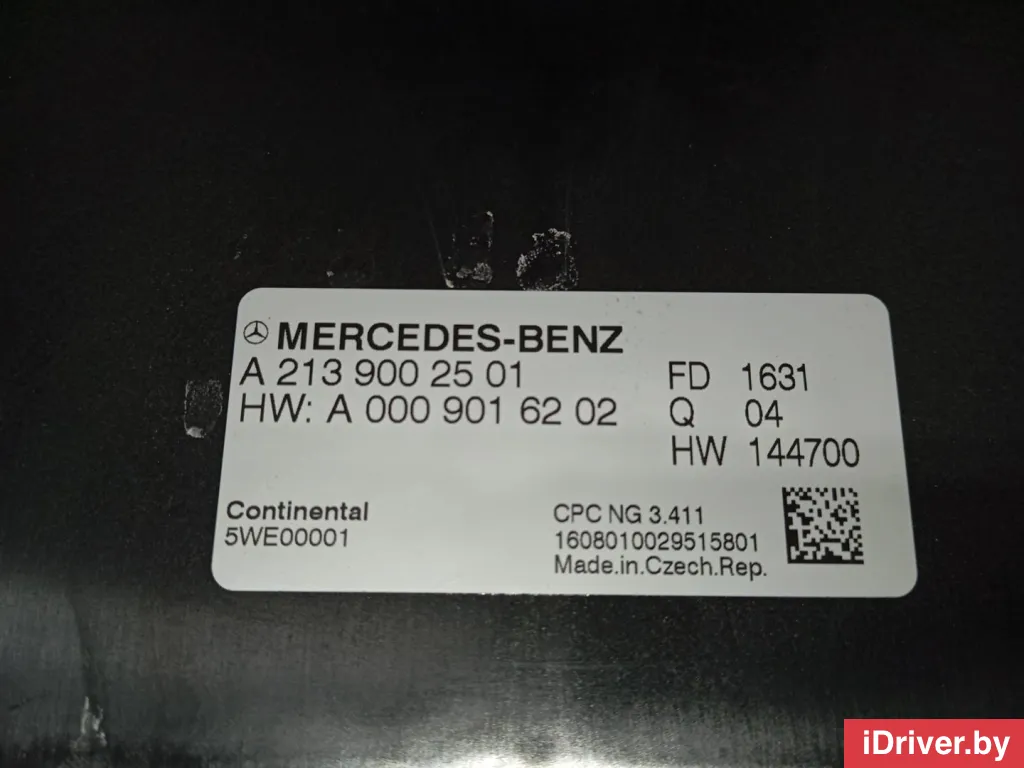 MERCEDES-BENZ
A 213 900 25 01
HW: A 000 901 62 02
FD 1631
Q 04
HW 144700
Continental
5WE00001
CPC NG 3.411
1608010029515801
Made.in.Czech.Rep.
iDriver.by